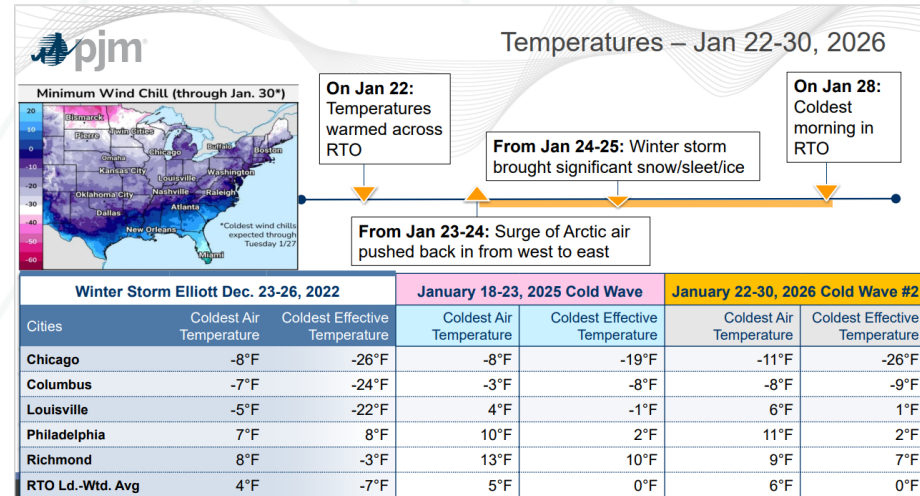 pjm
Temperatures – Jan 22-30, 2026
Minimum Wind Chill (through Jan. 30*)
20
10
0
-10
-20
-30
-40
-50
-60
Bismarck
Pierre
Twin Cities
Buffalo
Boston
Omaha
Chicago
Kansas City
Louisville
Washington
Oklahoma City
Nashville
Raleigh
Dallas
Atlanta
New Orleans
Miami
*Coldest wind chills
expected through
Tuesday 1/27
On Jan 22:
Temperatures
warmed across
RTO
From Jan 24-25: Winter storm
brought significant snow/sleet/ice
On Jan 28:
Coldest
morning in
RTO
From Jan 23-24: Surge of Arctic air
pushed back in from west to east
Winter Storm Elliott Dec. 23-26, 2022 January 18-23, 2025 Cold Wave January 22-30, 2026 Cold Wave #2
Cities Coldest Air Temperature Coldest Effective Temperature Coldest Air Temperature Coldest Effective Temperature Coldest Air Temperature Coldest Effective Temperature
Chicago -8°F -26°F -8°F -19°F -11°F -26°F
Columbus -7°F -24°F -3°F -8°F -8°F -9°F
Louisville -5°F -22°F 4°F -1°F 6°F 1°F
Philadelphia 7°F 8°F 10°F 2°F 11°F 2°F
Richmond 8°F -3°F 13°F 10°F 9°F 7°F
RTO Ld.-Wtd. Avg 4°F -7°F 5°F 0°F 6°F 0°F